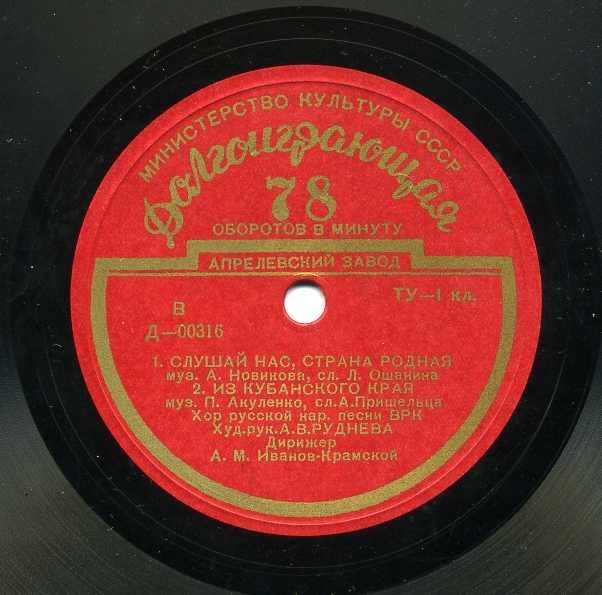 МИНИСТЕРСТВО КУЛЬТУРЫ СССР
Долгоиграющая
78
ОБОРОТОВ В МИНУТУ
АПРЕЛЕВСКИЙ ЗАВОД
ТУ—1 кл.
В
Д—00316
1. СЛУШАЙ НАС, СТРАНА РОДНАЯ
муз. А. Новикова, сл. Л. Ошанина
2. ИЗ КУБАНСКОГО КРАЯ
муз. П. Акуленко, сл. А. Пришельца
Хор русской нар. песни ВРК
Худ.рук. А.В.РУДНЕВА
Дирижер
А. М. Иванов-Крамской